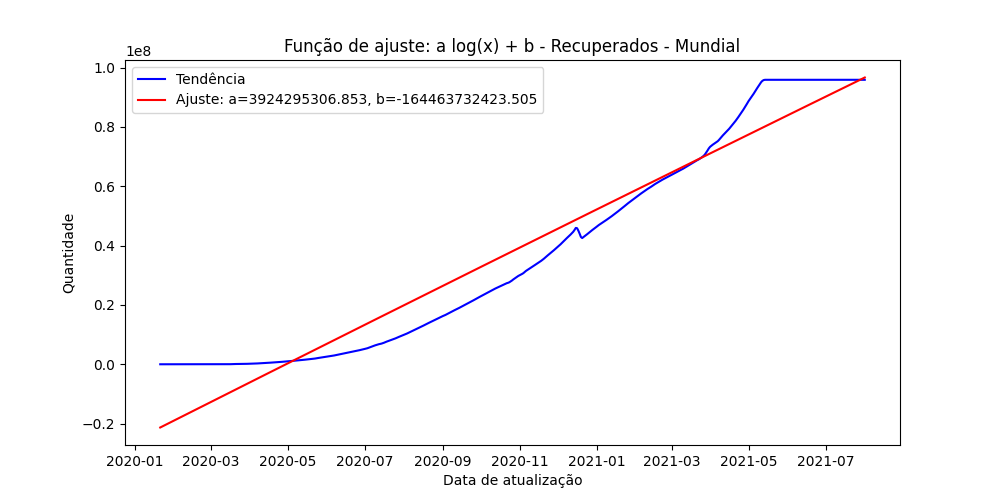 Função de ajuste: a log(x) + b - Recuperados - Mundial
1e8
Tendência
Ajuste: a=3924295306.853, b=-164463732423.505
1.0
0.8
0.6
0.4
0.2
0.0
−0.2
Quantidade
2020-01 2020-03 2020-05 2020-07 2020-09 2020-11 2021-01 2021-03 2021-05 2021-07
Data de atualização